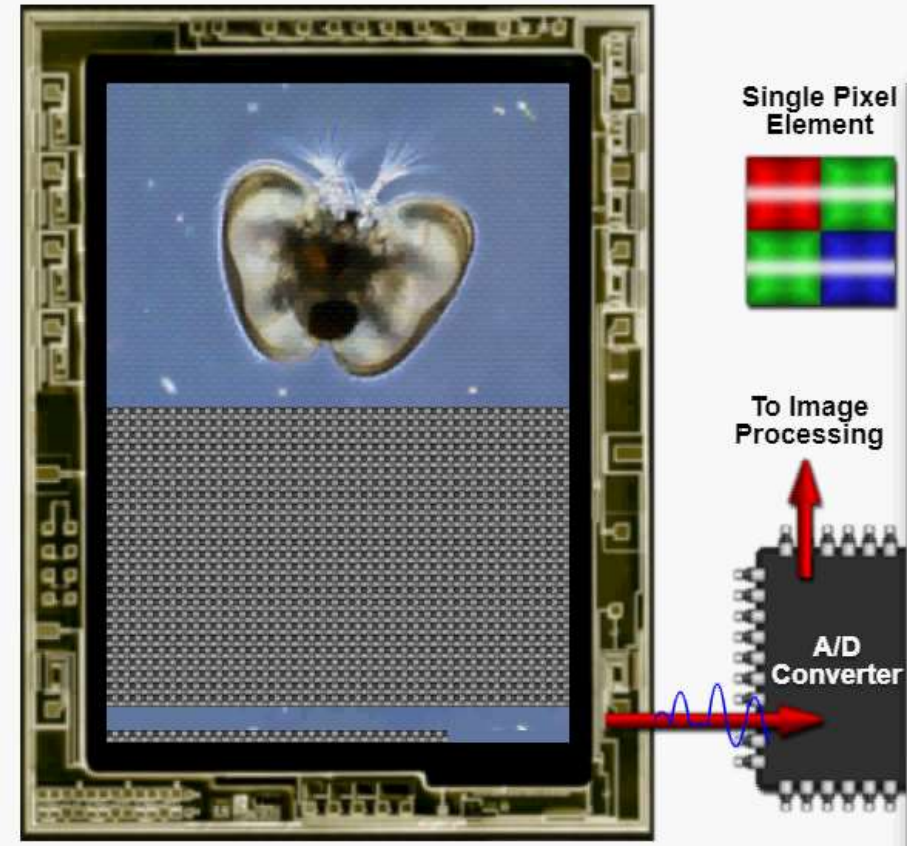 Single Pixel
Element
To Image
Processing
A/D
Converter